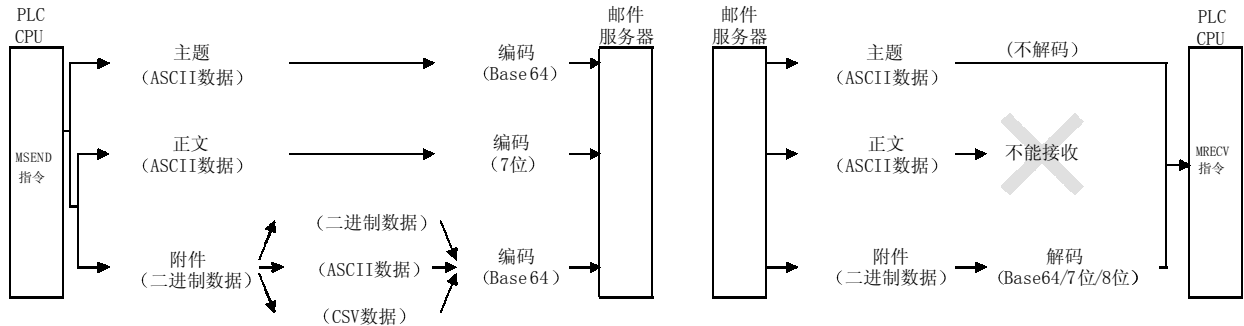 PLC
CPU
MSEND
指令
主题
(ASCII数据)
编码
(Base64)
正文
(ASCII数据)
编码
(7位)
附件
(二进制数据)
(二进制数据)
(ASCII数据)
(CSV数据)
编码
(Base64)
邮件
服务器
邮件
服务器
主题
(ASCII数据)
(不解码)
正文
(ASCII数据)
不能接收
附件
(二进制数据)
解码
(Base64/7位/8位)
PLC
CPU
MRECV
指令